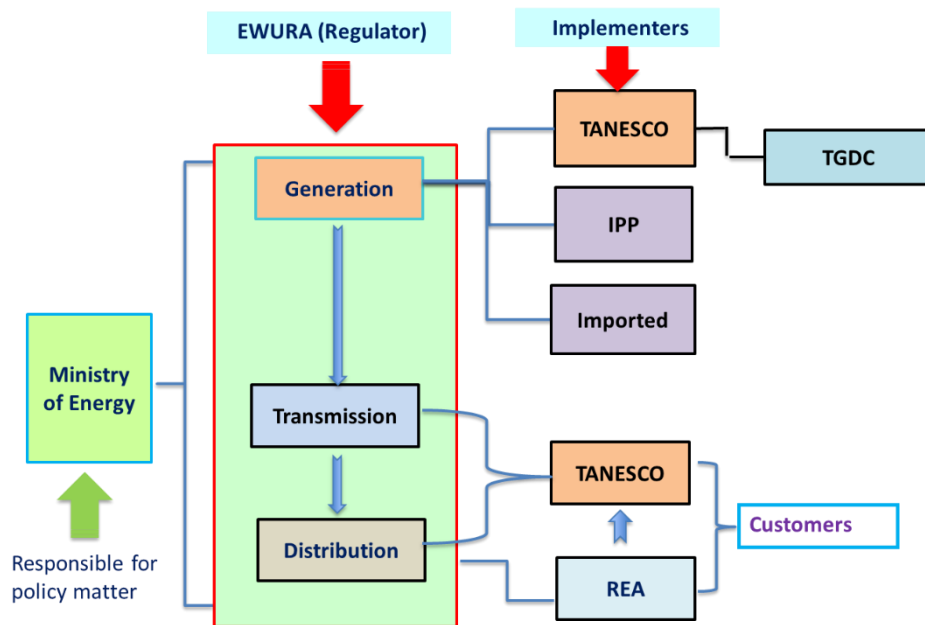 EWURA (Regulator)
Implementers
TANESCO
TGDC
Generation
IPP
Imported
Ministry
of Energy
Transmission
TANESCO
Customers
Distribution
Responsible for
policy matter
REA